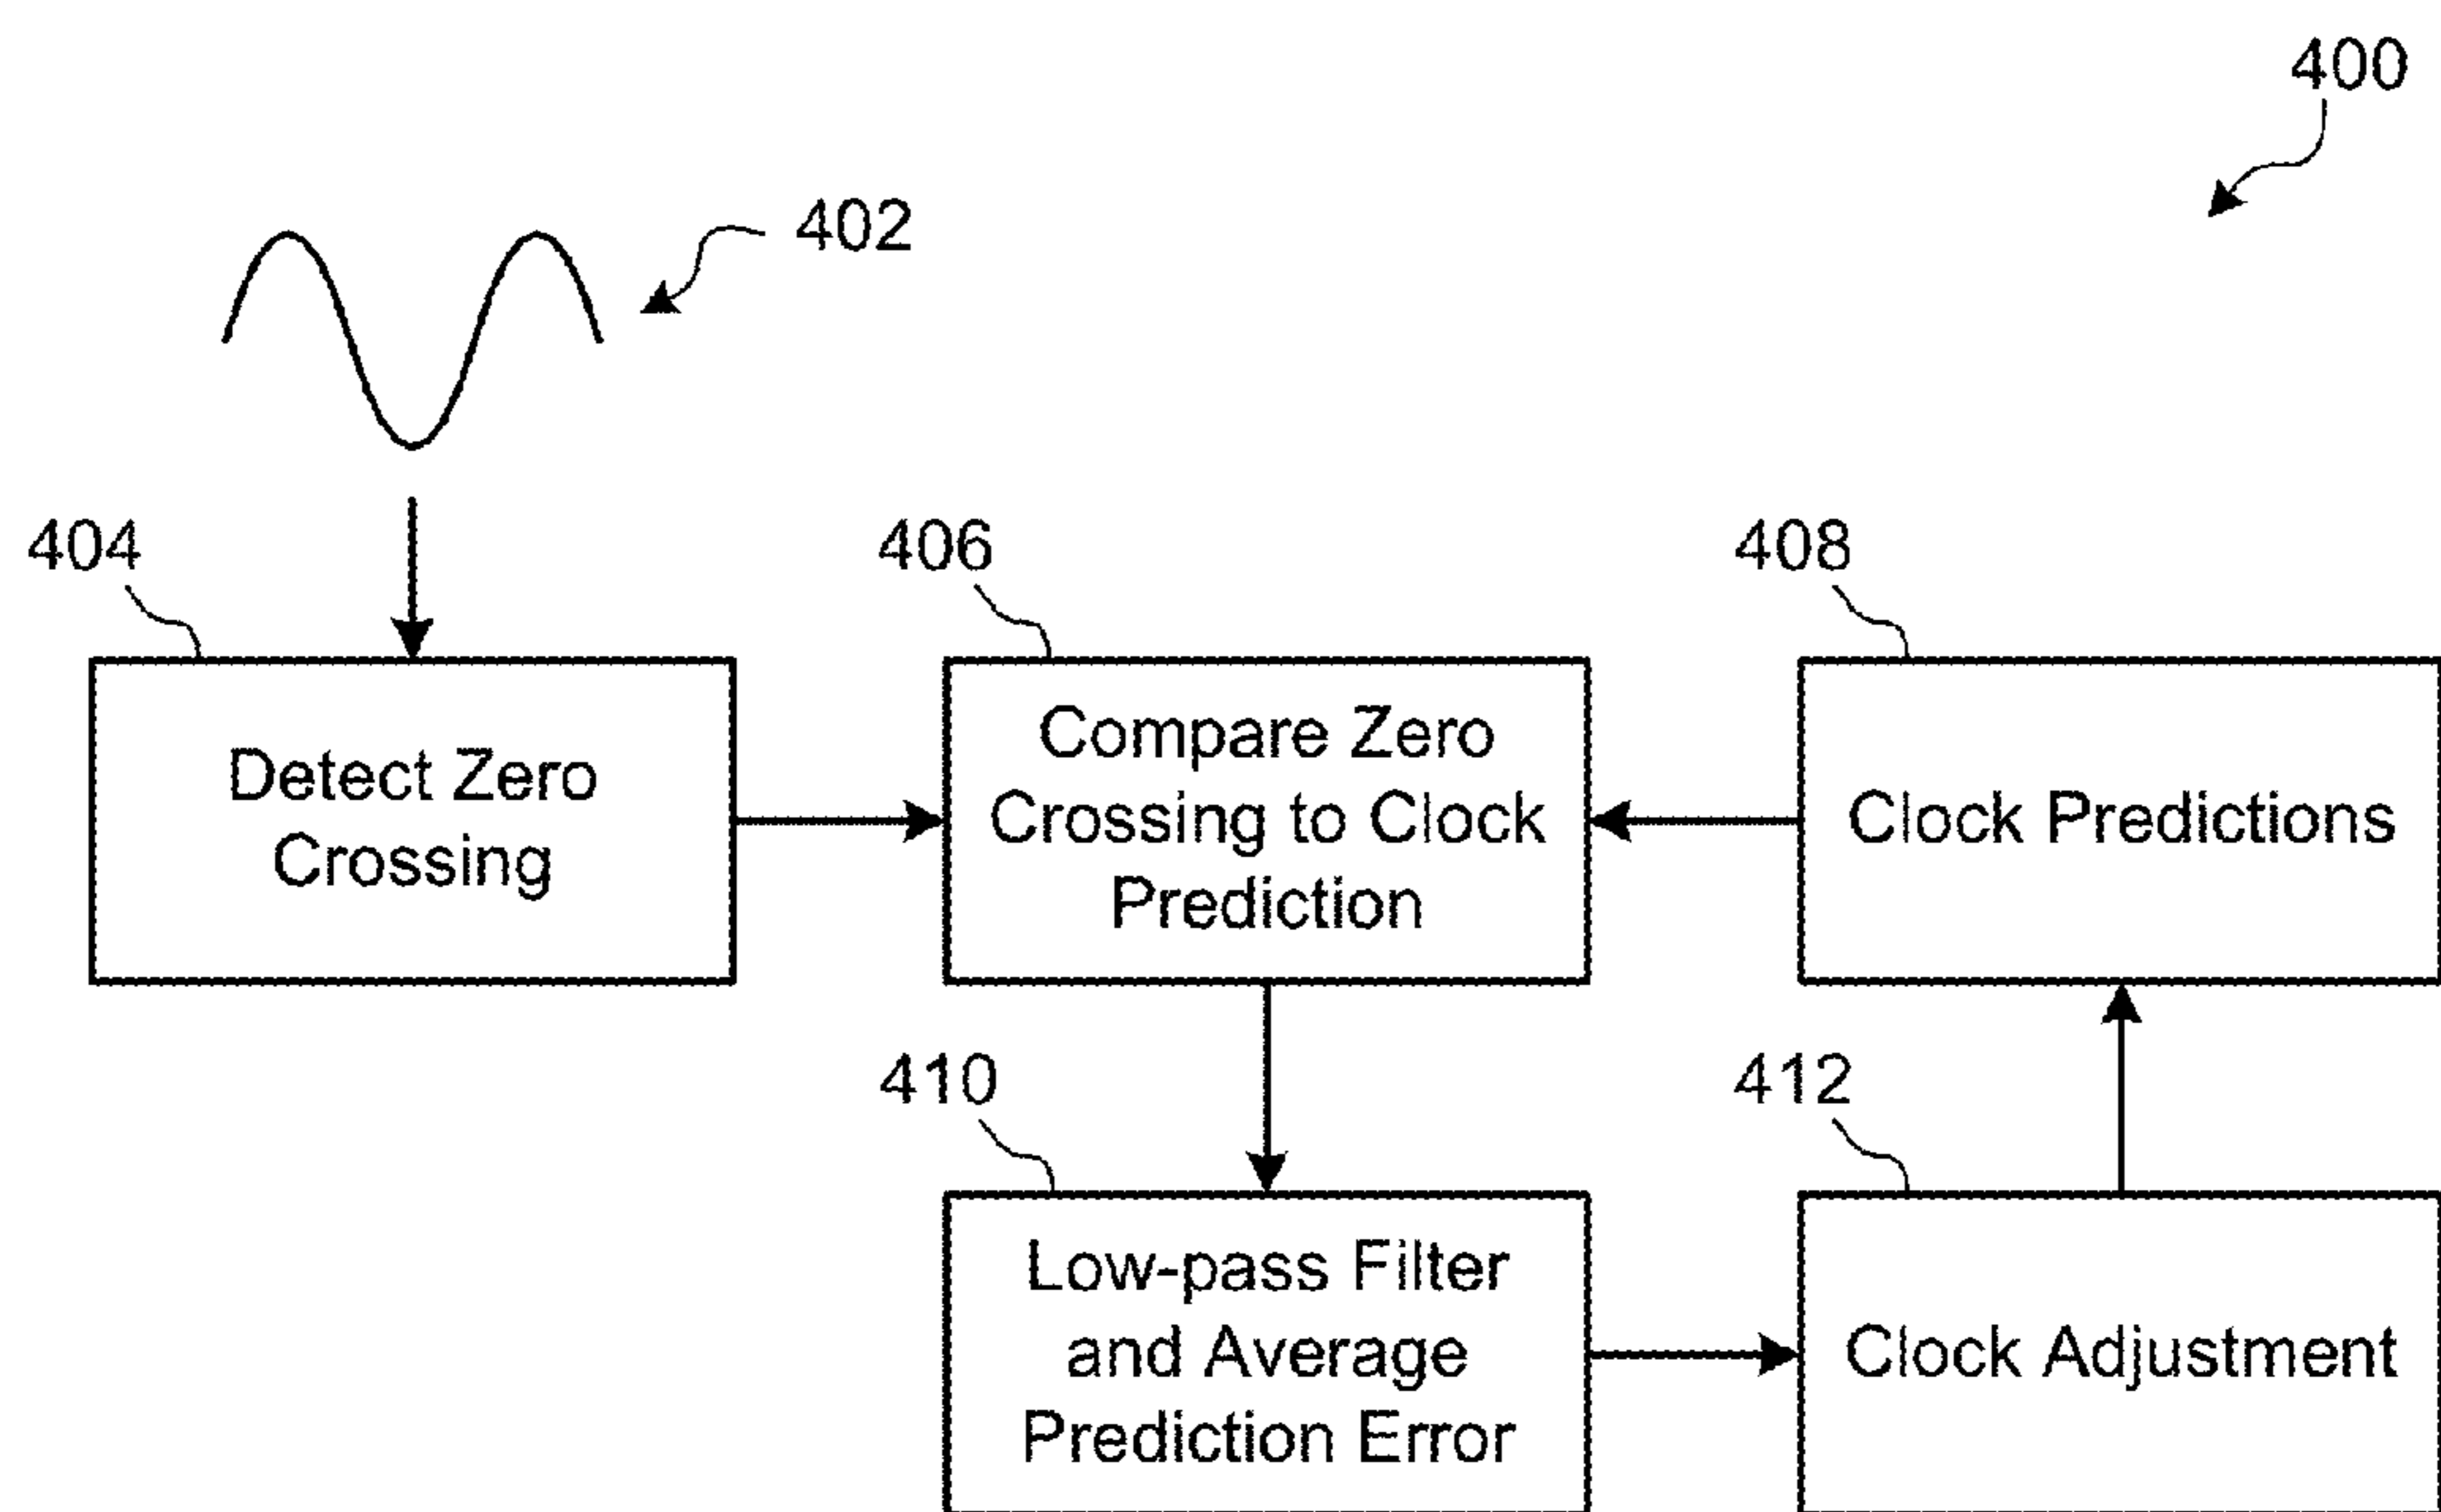 400
402
404
406
408
Detect Zero
Crossing
Compare Zero
Crossing to Clock
Prediction
Clock Predictions
410
412
Low-pass Filter
and Average
Prediction Error
Clock Adjustment